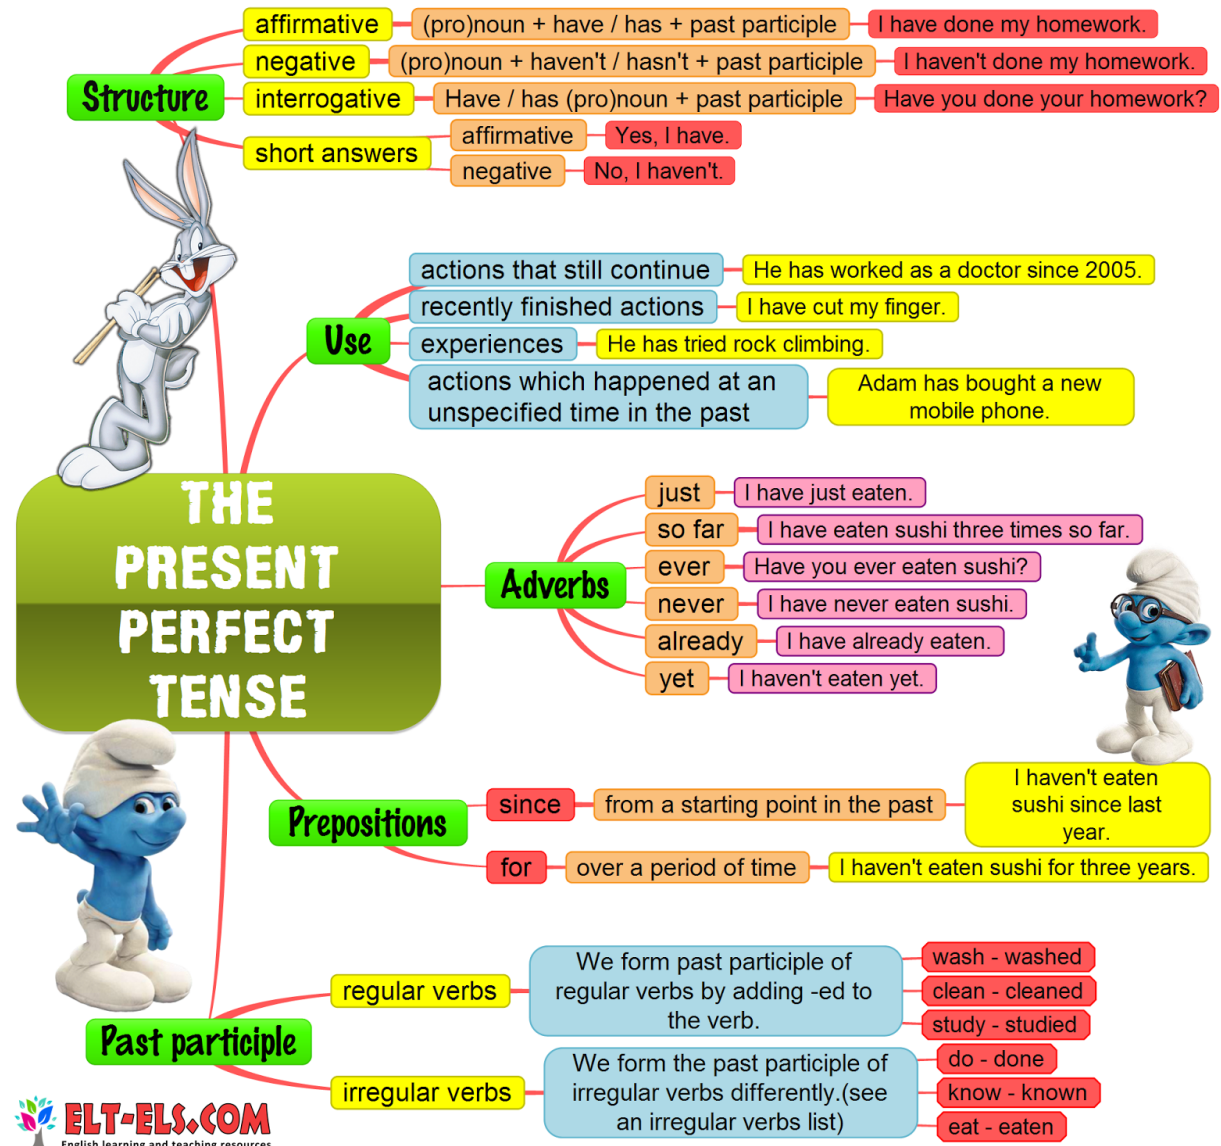 Structure
affirmative
(pro)noun + have / has + past participle
I have done my homework.
negative
(pro)noun + haven't / hasn't + past participle
I haven't done my homework.
interrogative
Have / has (pro)noun + past participle
Have you done your homework?
short answers
affirmative
Yes, I have.
negative
No, I haven't.
Use
actions that still continue
He has worked as a doctor since 2005.
recently finished actions
I have cut my finger.
experiences
He has tried rock climbing.
actions which happened at an
unspecified time in the past
Adam has bought a new
mobile phone.
THE
PRESENT
PERFECT
TENSE
Adverbs
just
I have just eaten.
so far
I have eaten sushi three times so far.
ever
Have you ever eaten sushi?
never
I have never eaten sushi.
already
I have already eaten.
yet
I haven't eaten yet.
Prepositions
since
from a starting point in the past
I haven't eaten
sushi since last
year.
for
over a period of time
I haven't eaten sushi for three years.
Past participle
regular verbs
We form past participle of
regular verbs by adding -ed to
the verb.
wash - washed
clean - cleaned
study - studied
irregular verbs
We form the past participle of
irregular verbs differently.(see
an irregular verbs list)
do - done
know - known
eat - eaten
ELT-ELS.COM
English learning and teaching resources